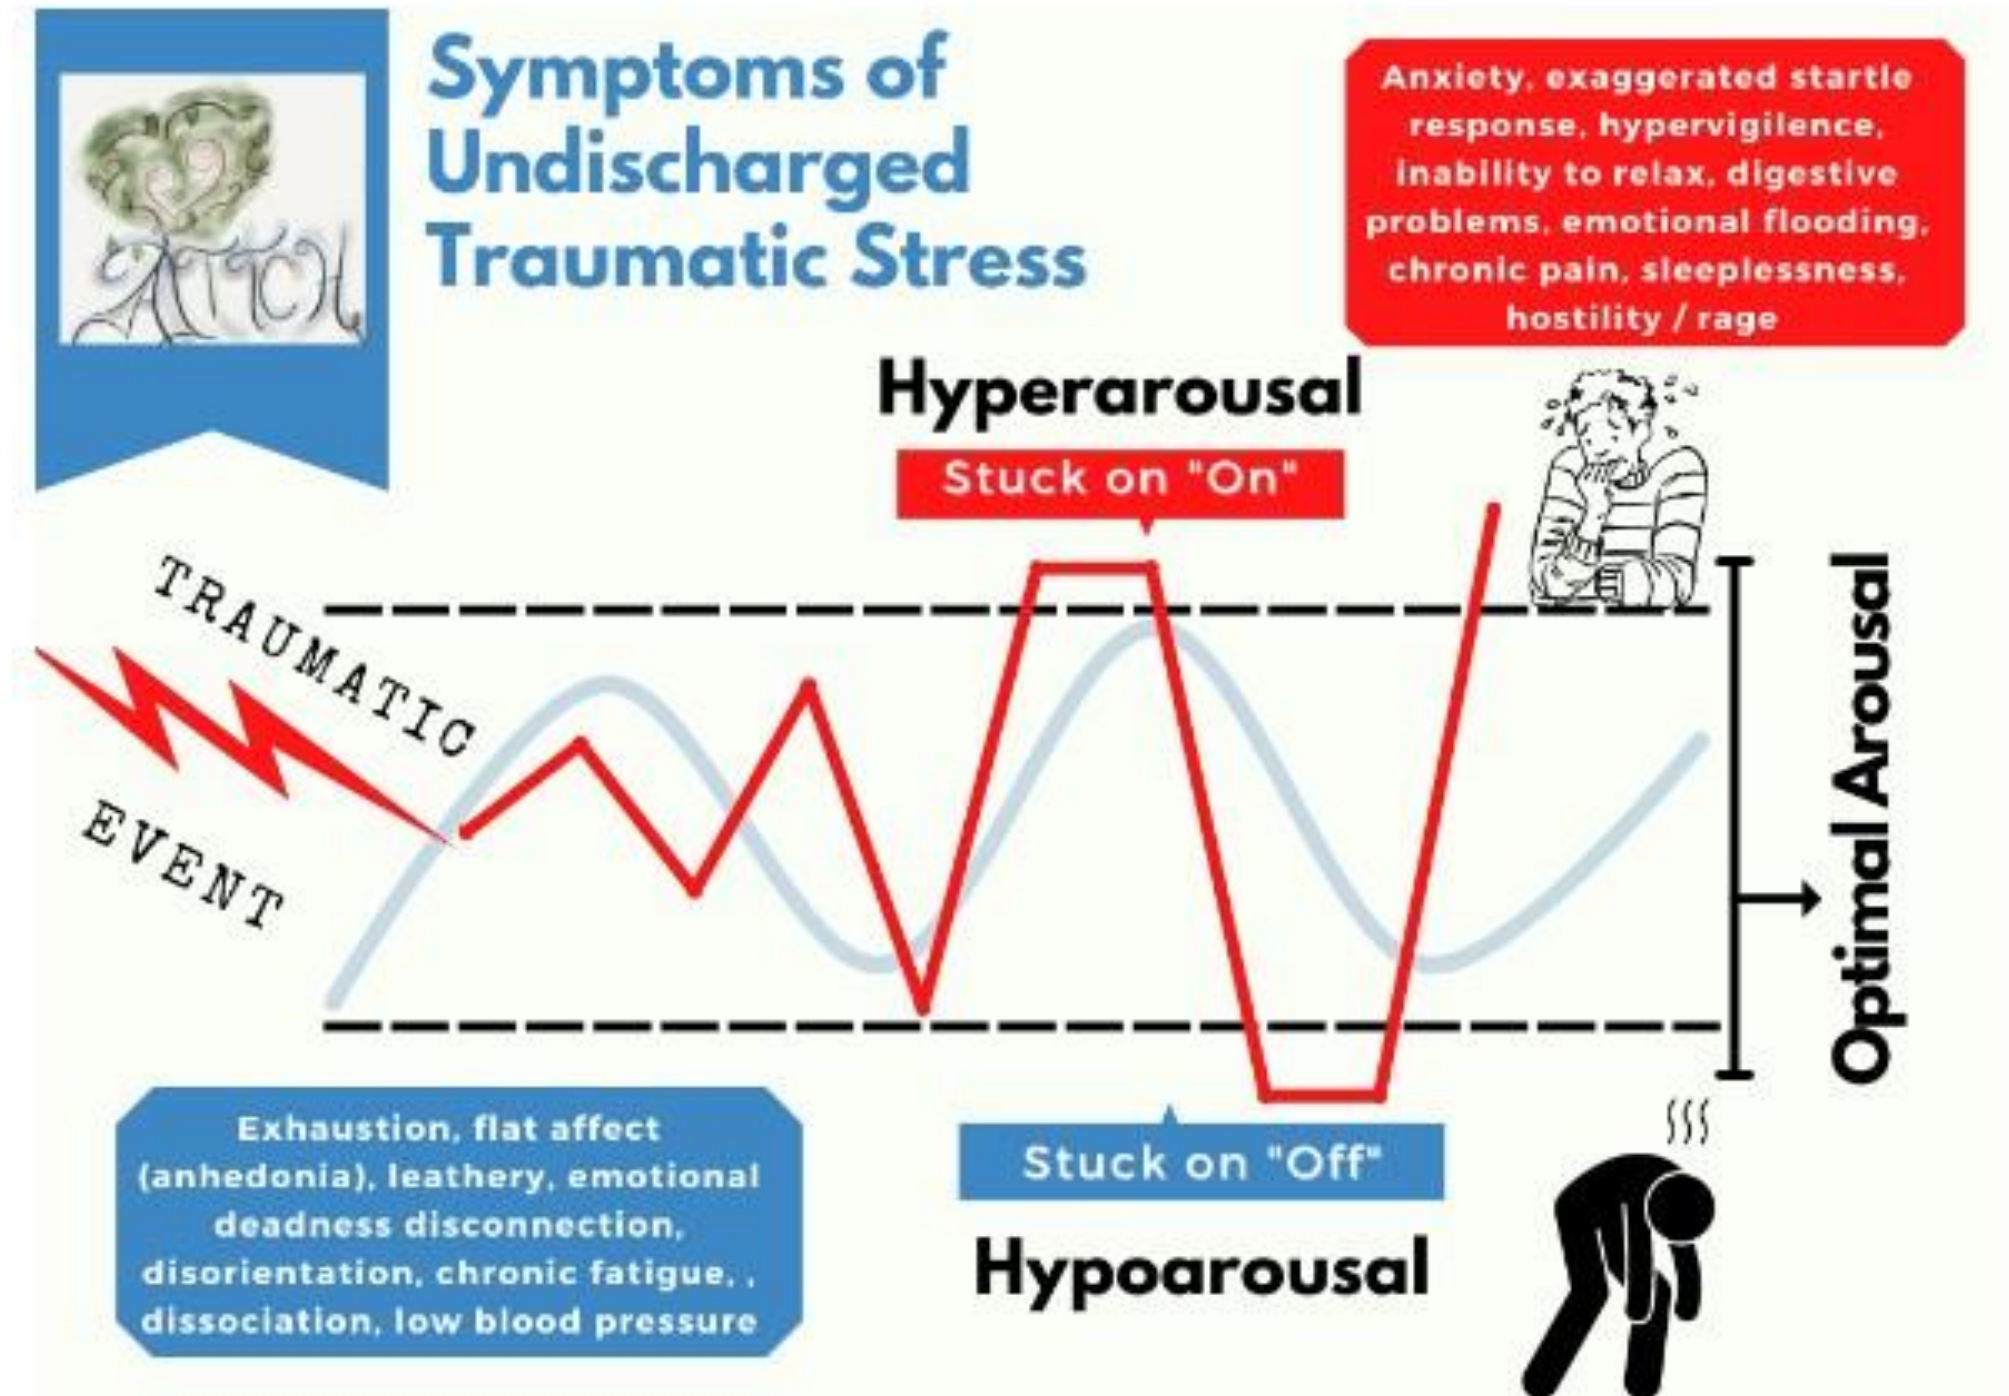 Symptoms of
Undischarged
Traumatic Stress
ATTCH
Anxiety, exaggerated startle
response, hypervigilence,
inability to relax, digestive
problems, emotional flooding,
chronic pain, sleeplessness,
hostility / rage
Hyperarousal
Stuck on "On"
TRAUMATIC
EVENT
Optimal Arousal
Exhaustion, flat affect
(anhedonia), leathery, emotional
deadness disconnection,
disorientation, chronic fatigue, ,
dissociation, low blood pressure
Stuck on "Off"
Hypoarousal